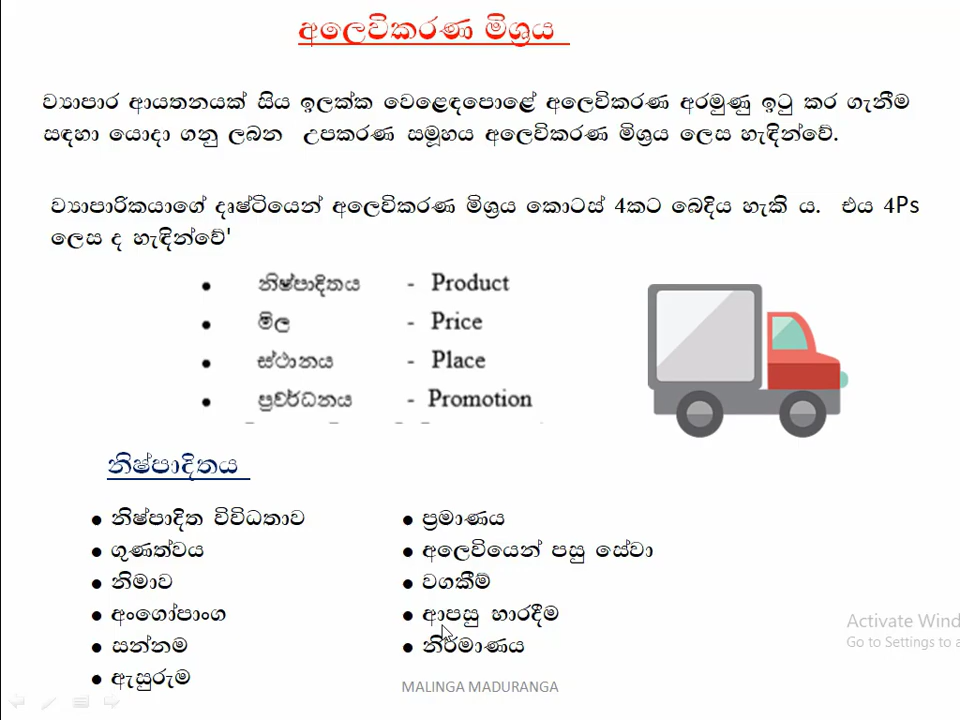 අලෙවිකරණ මිශ්‍රය
ව්‍යාපාර ආයතනයක් සිය ඉලක්ක වෙළෙඳපොළේ අලෙවිකරණ අරමුණු ඉටු කර ගැනීම
සඳහා යොදා ගනු ලබන උපකරණ සමූහය අලෙවිකරණ මිශ්‍රය ලෙස හැඳින්වේ.
ව්‍යාපාරිකයාගේ දෘෂ්ටියෙන් අලෙවිකරණ මිශ්‍රය කොටස් 4කට බෙදිය හැකි ය. එය 4Ps
ලෙස ද හැඳින්වේ'
• නිෂ්පාදිතය - Product
• මිල - Price
• ස්ථානය - Place
• ප්‍රවර්ධනය - Promotion
නිෂ්පාදිතය
• නිෂ්පාදිත විවිධතාව
• ගුණත්වය
• නිමාව
• අංගෝපාංග
• සන්නම
• ඇසුරුම
• ප්‍රමාණය
• අලෙවියෙන් පසු සේවා
• වගකීම්
• ආපසු භාරදීම
• නිර්මාණය
Activate Wind
Go to Settings to a
MALINGA MADURANGA